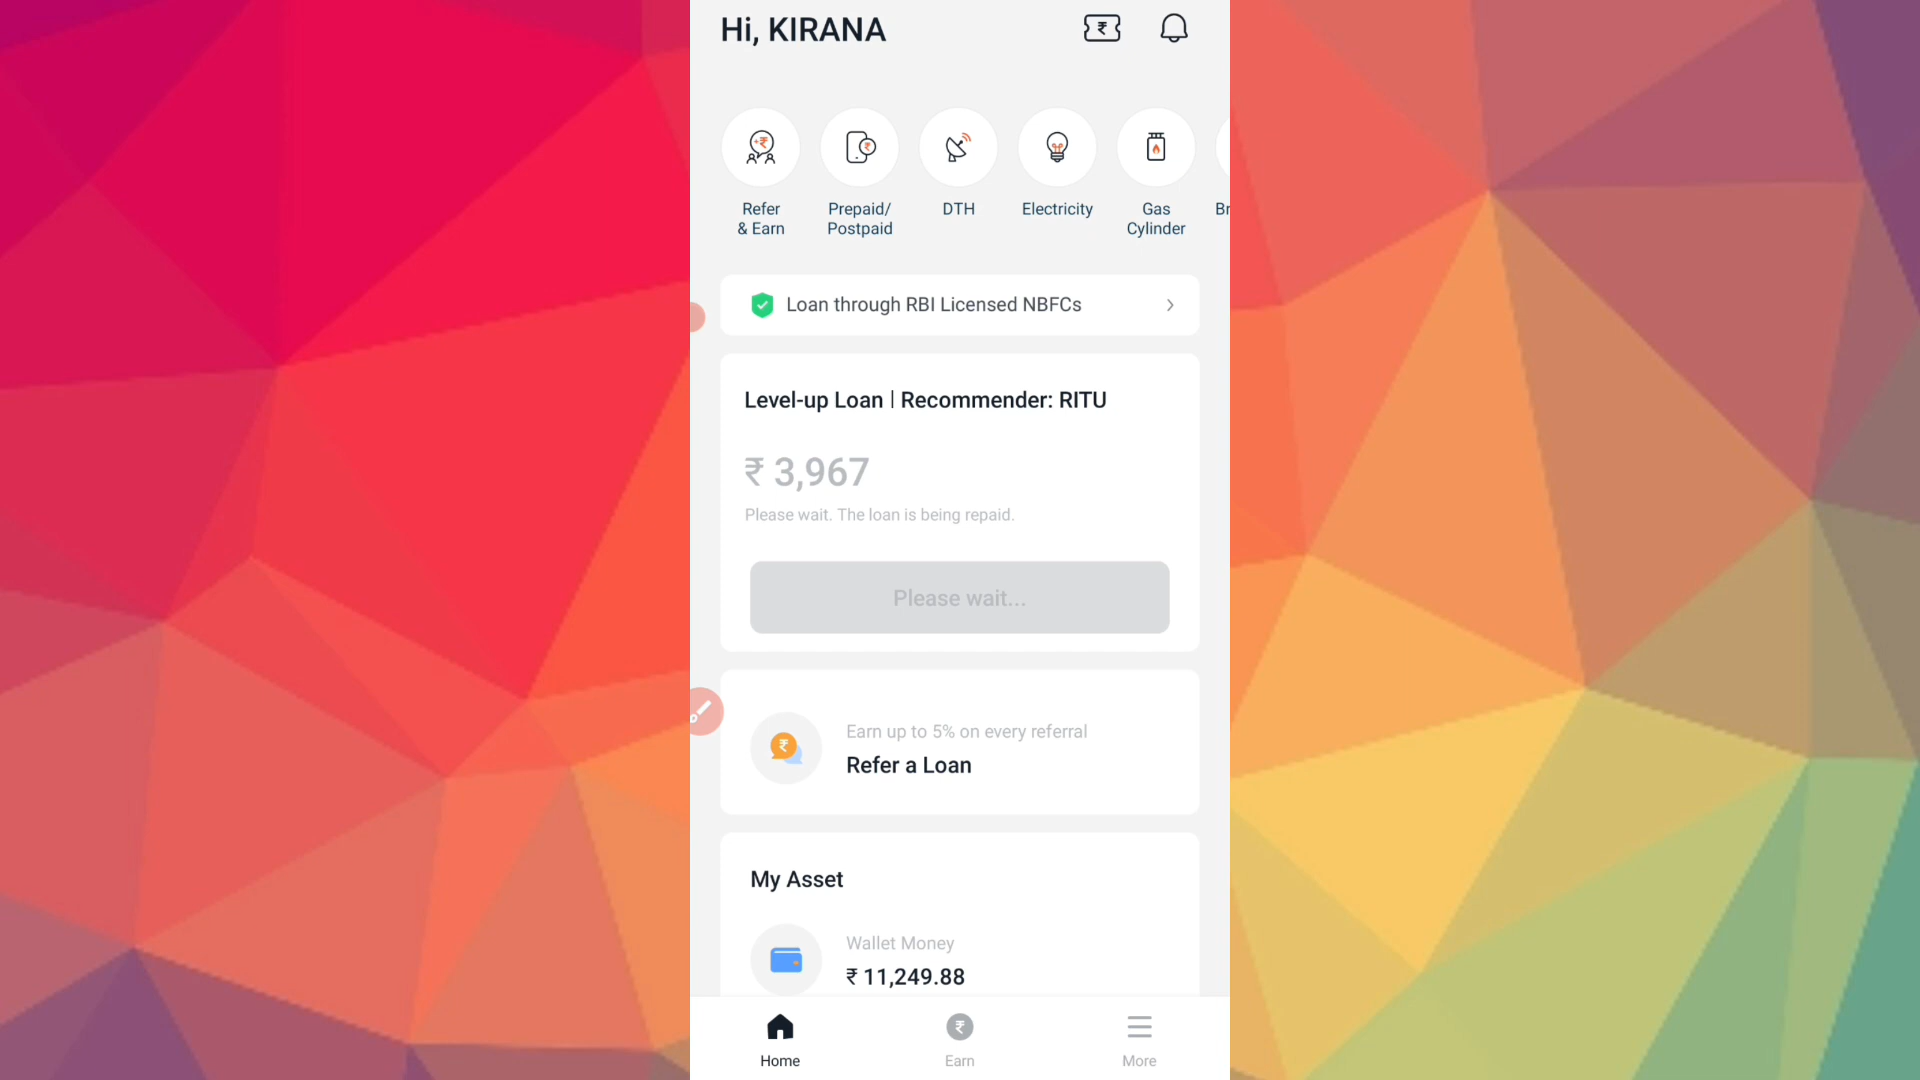 Hi, KIRANA
Refer
& Earn
Prepaid/
Postpaid
DTH
Electricity
Gas
Cylinder
Br
Loan through RBI Licensed NBFCs
Level-up Loan | Recommender: RITU
₹ 3,967
Please wait. The loan is being repaid.
Please wait...
Earn up to 5% on every referral
Refer a Loan
My Asset
Wallet Money
₹ 11,249.88
Home
Earn
More